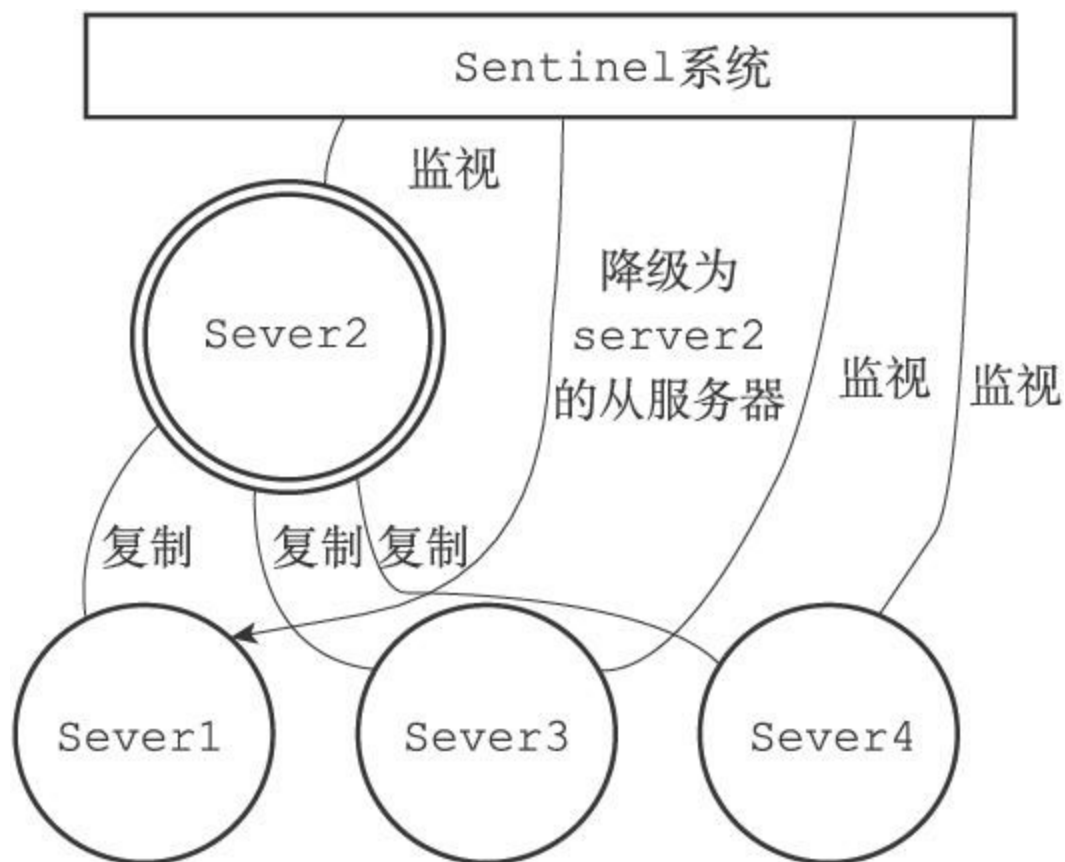 Sentinel系统
监视
Sever2
降级为
server2
的从服务器
监视
监视
复制
复制
复制
Sever1
Sever3
Sever4